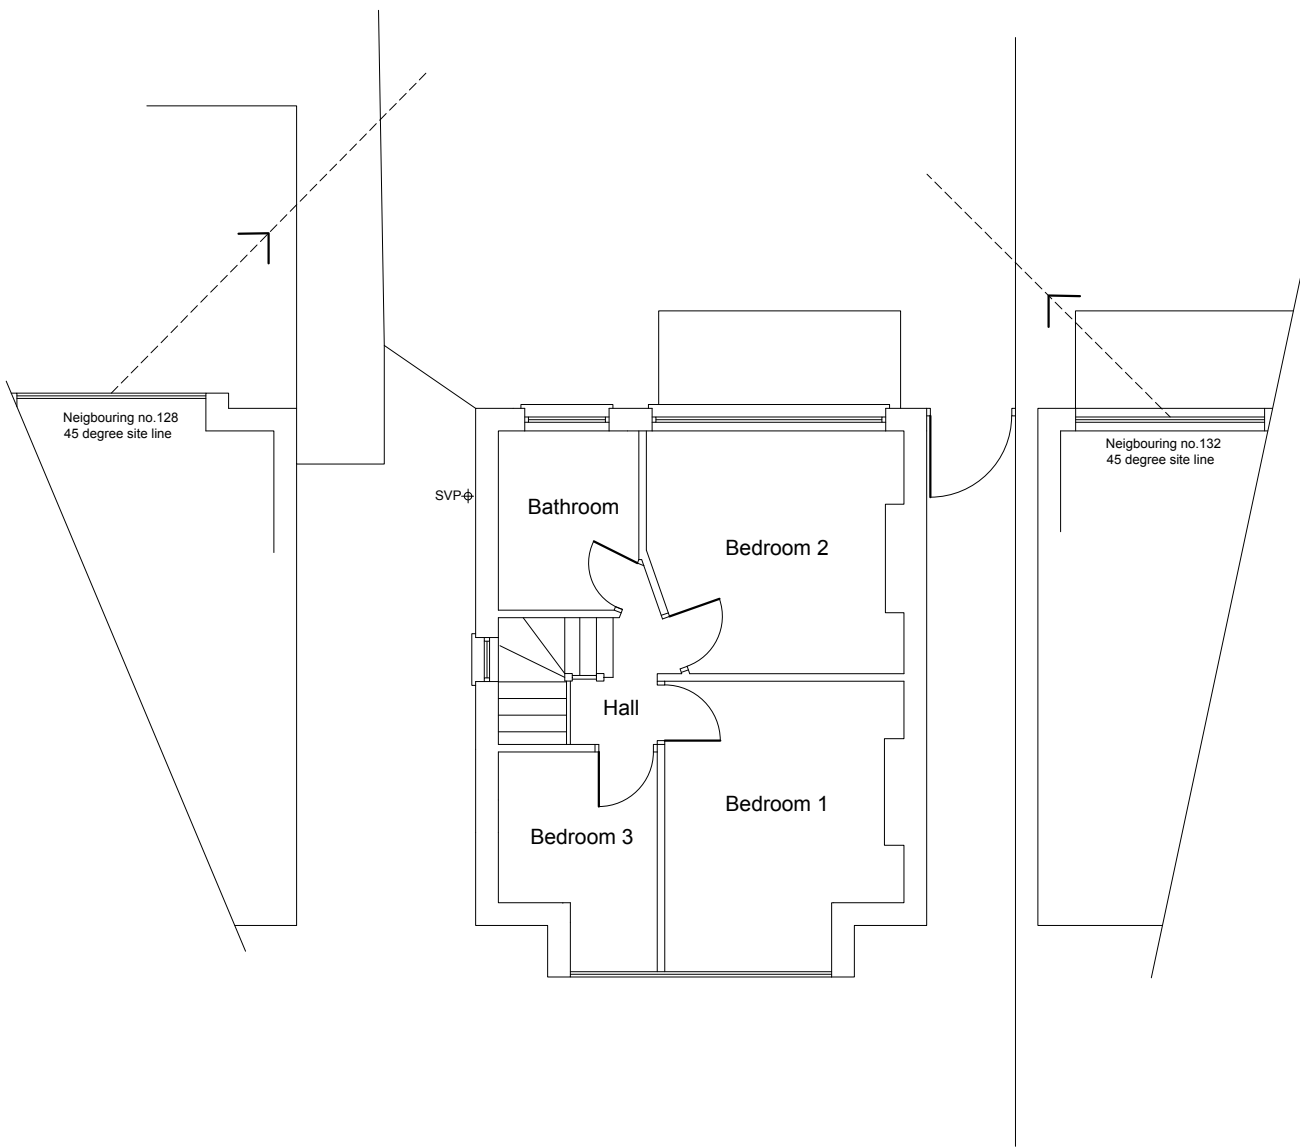 Neigbouring no.128
45 degree site line
Neigbouring no.132
45 degree site line
SVP
Bathroom
Bedroom 2
Hall
Bedroom 1
Bedroom 3